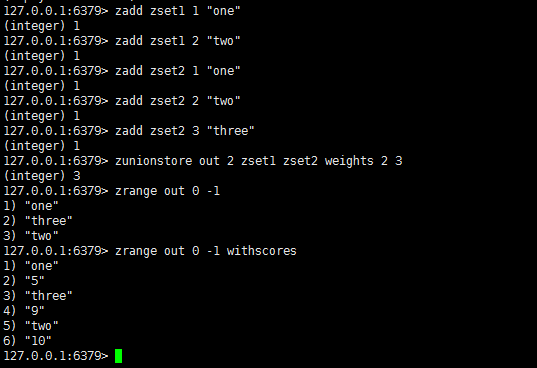 127.0.0.1:6379> zadd zset1 1 "one"
(integer) 1
127.0.0.1:6379> zadd zset1 2 "two"
(integer) 1
127.0.0.1:6379> zadd zset2 1 "one"
(integer) 1
127.0.0.1:6379> zadd zset2 2 "two"
(integer) 1
127.0.0.1:6379> zadd zset2 3 "three"
(integer) 1
127.0.0.1:6379> zunionstore out 2 zset1 zset2 weights 2 3
(integer) 3
127.0.0.1:6379> zrange out 0 -1
1) "one"
2) "three"
3) "two"
127.0.0.1:6379> zrange out 0 -1 withscores
1) "one"
2) "5"
3) "three"
4) "9"
5) "two"
6) "10"
127.0.0.1:6379>